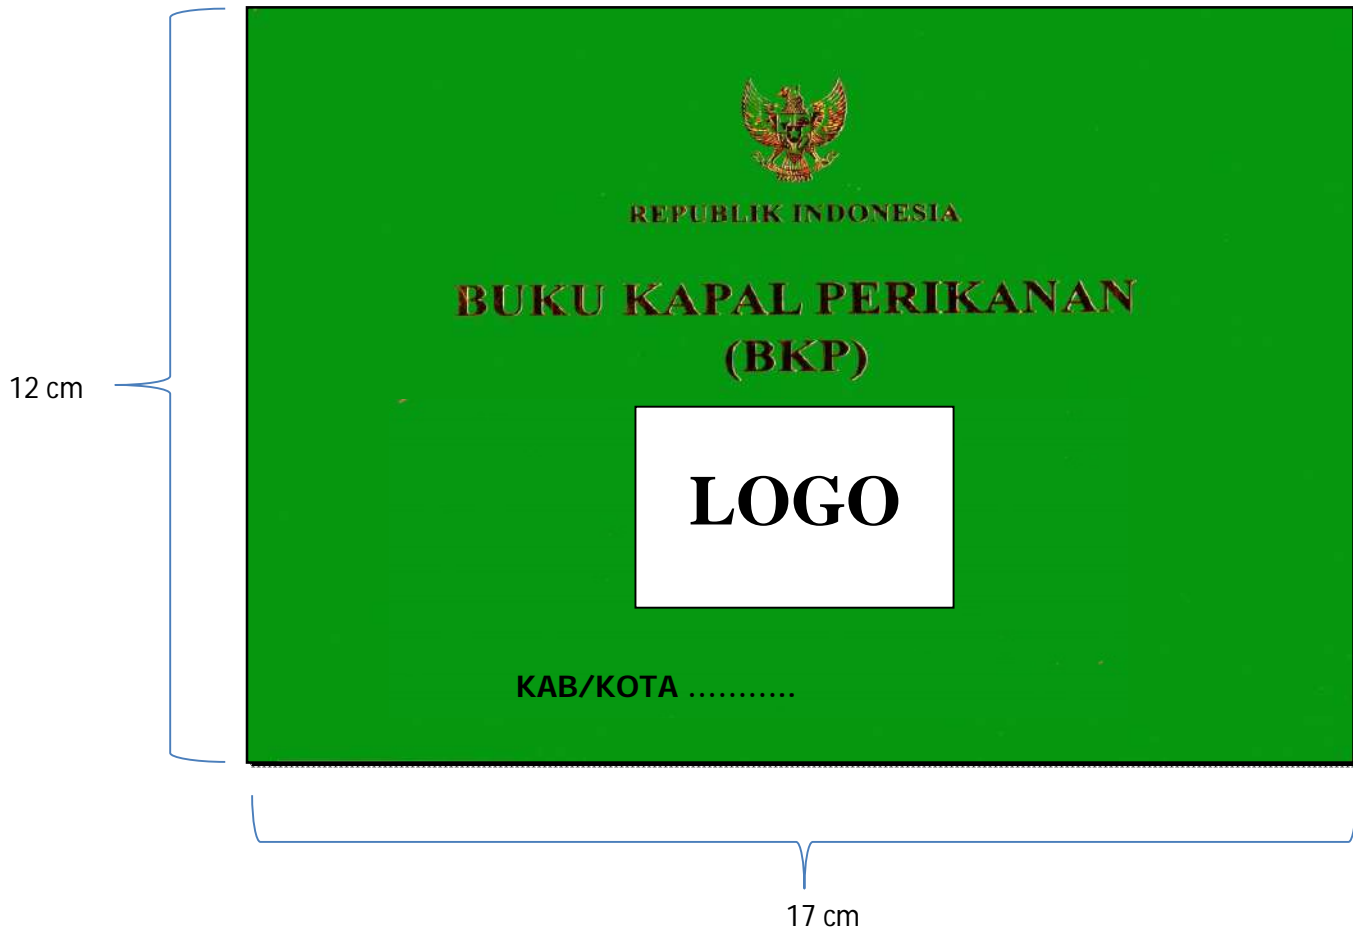 REPUBLIK INDONESIA
BUKU KAPAL PERIKANAN
(BKP)
12 cm
LOGO
KAB/KOTA ...........
17 cm